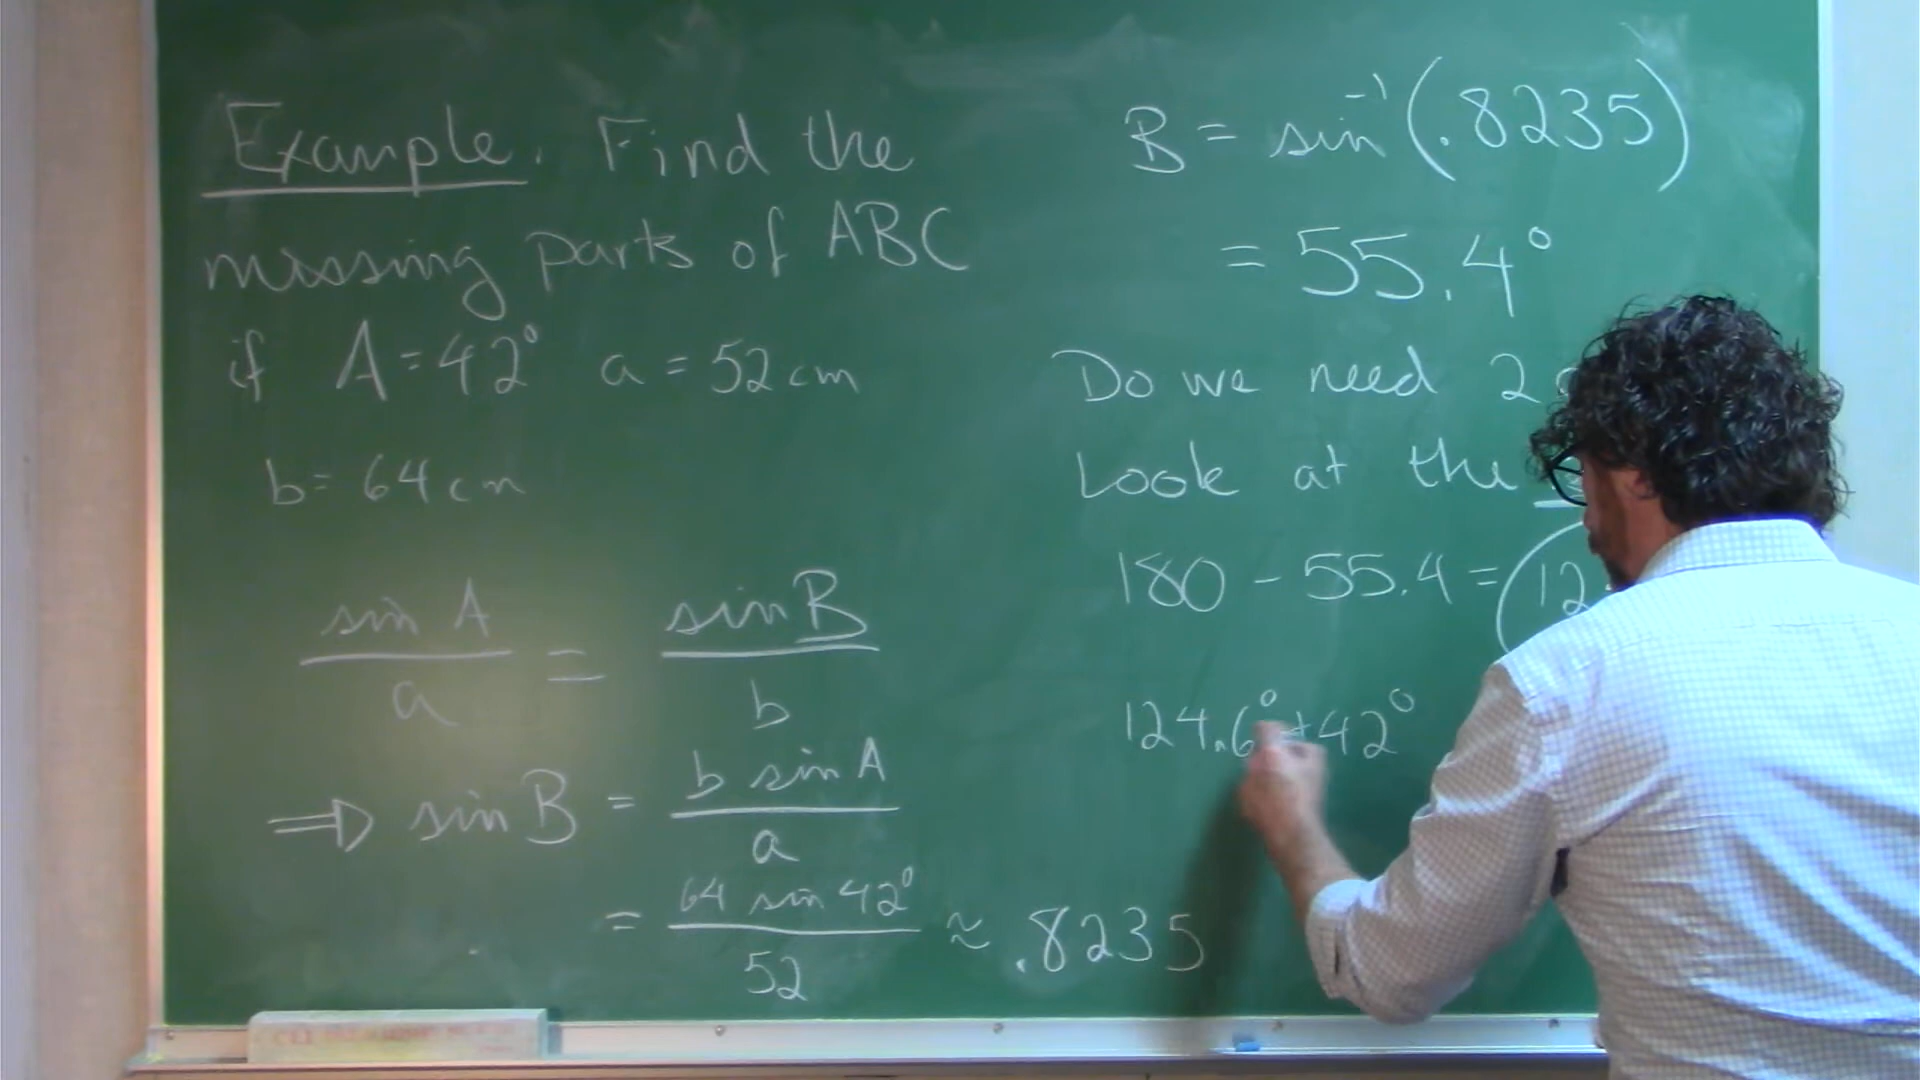 Example. Find the
missing parts of ABC
if A = 42° a = 52 cm
b = 64 cm
sin A / a = sin B / b
⇒ sin B = b sin A / a
= 64 sin 42° / 52 ≈ .8235
B = sin⁻¹(.8235)
= 55.4°
Do we need 2
Look at the
180 - 55.4 = 12
124.6° + 42°